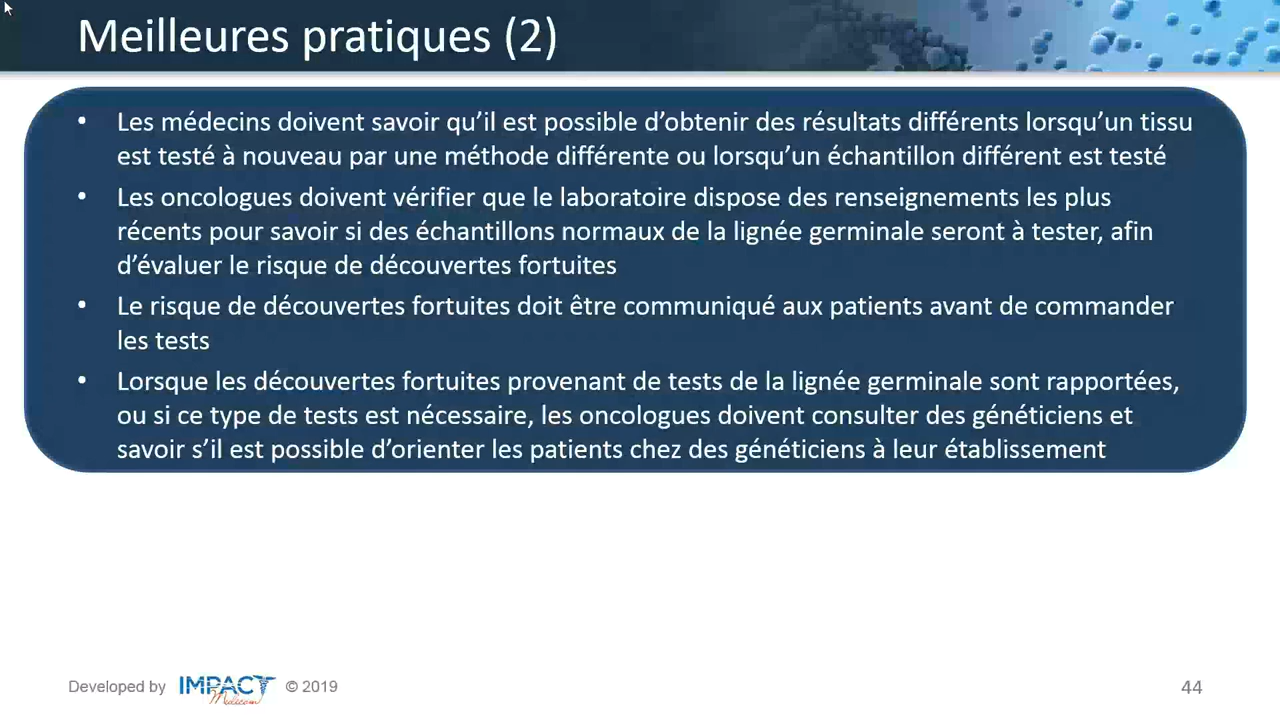 Meilleures pratiques (2)
• Les médecins doivent savoir qu’il est possible d’obtenir des résultats différents lorsqu’un tissu
est testé à nouveau par une méthode différente ou lorsqu’un échantillon différent est testé
• Les oncologues doivent vérifier que le laboratoire dispose des renseignements les plus
récents pour savoir si des échantillons normaux de la lignée germinale seront à tester, afin
d’évaluer le risque de découvertes fortuites
• Le risque de découvertes fortuites doit être communiqué aux patients avant de commander
les tests
• Lorsque les découvertes fortuites provenant de tests de la lignée germinale sont rapportées,
ou si ce type de tests est nécessaire, les oncologues doivent consulter des généticiens et
savoir s’il est possible d’orienter les patients chez des généticiens à leur établissement
Developed by IMPACT Medicom © 2019
44